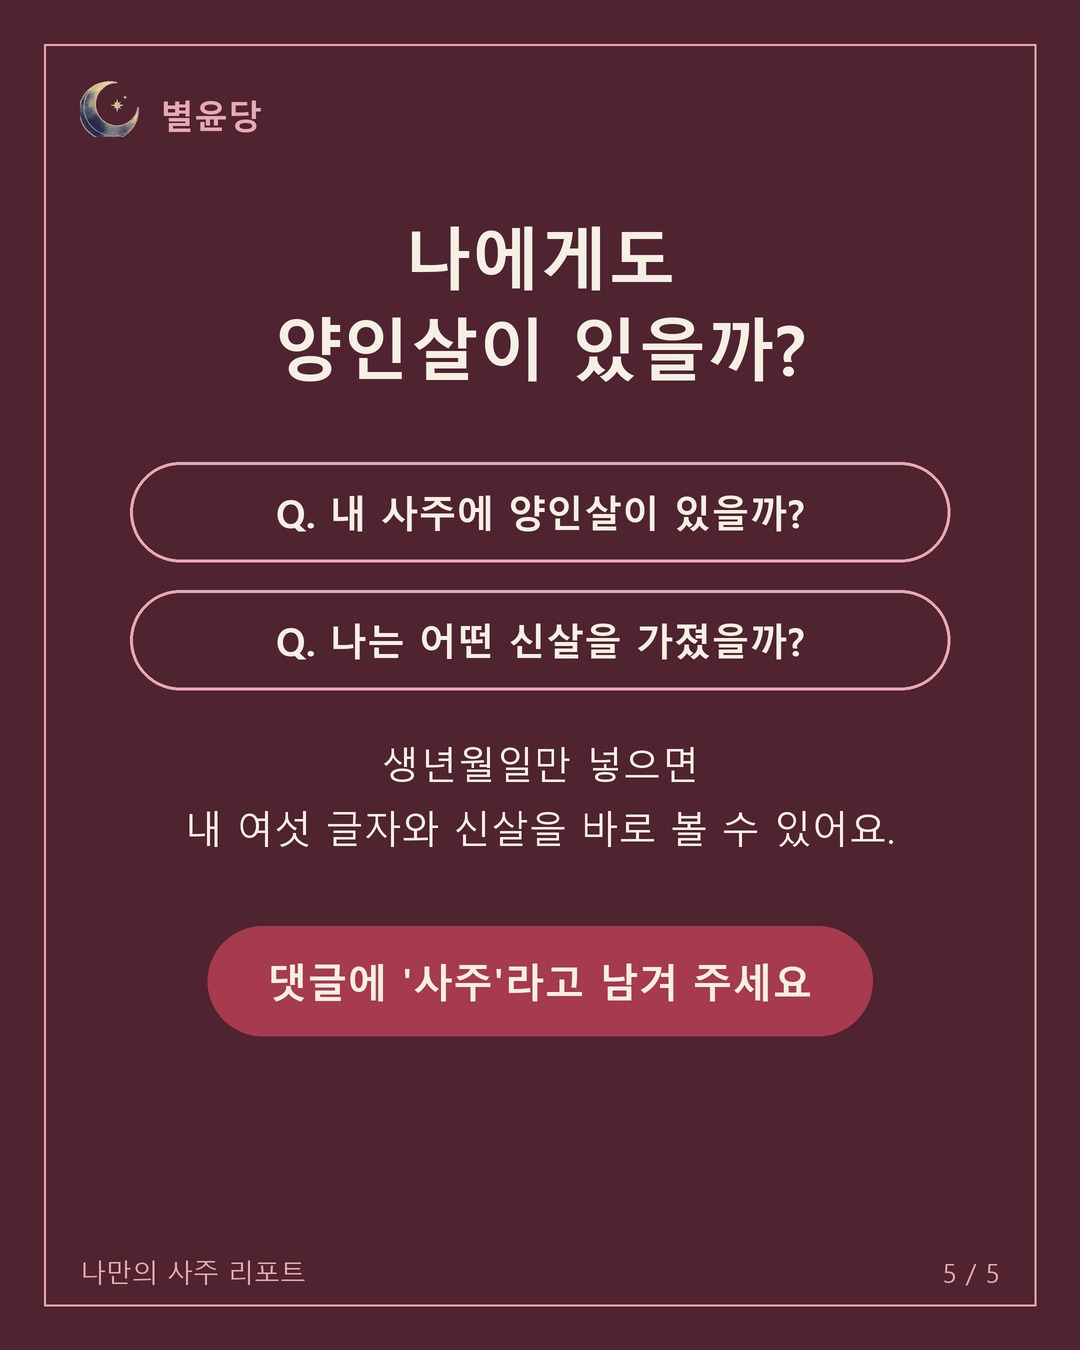 별윤당
나에게도
양인살이 있을까?
Q. 내 사주에 양인살이 있을까?
Q. 나는 어떤 신살을 가졌을까?
생년월일만 넣으면
내 여섯 글자와 신살을 바로 볼 수 있어요.
댓글에 '사주'라고 남겨 주세요
나만의 사주 리포트
5 / 5